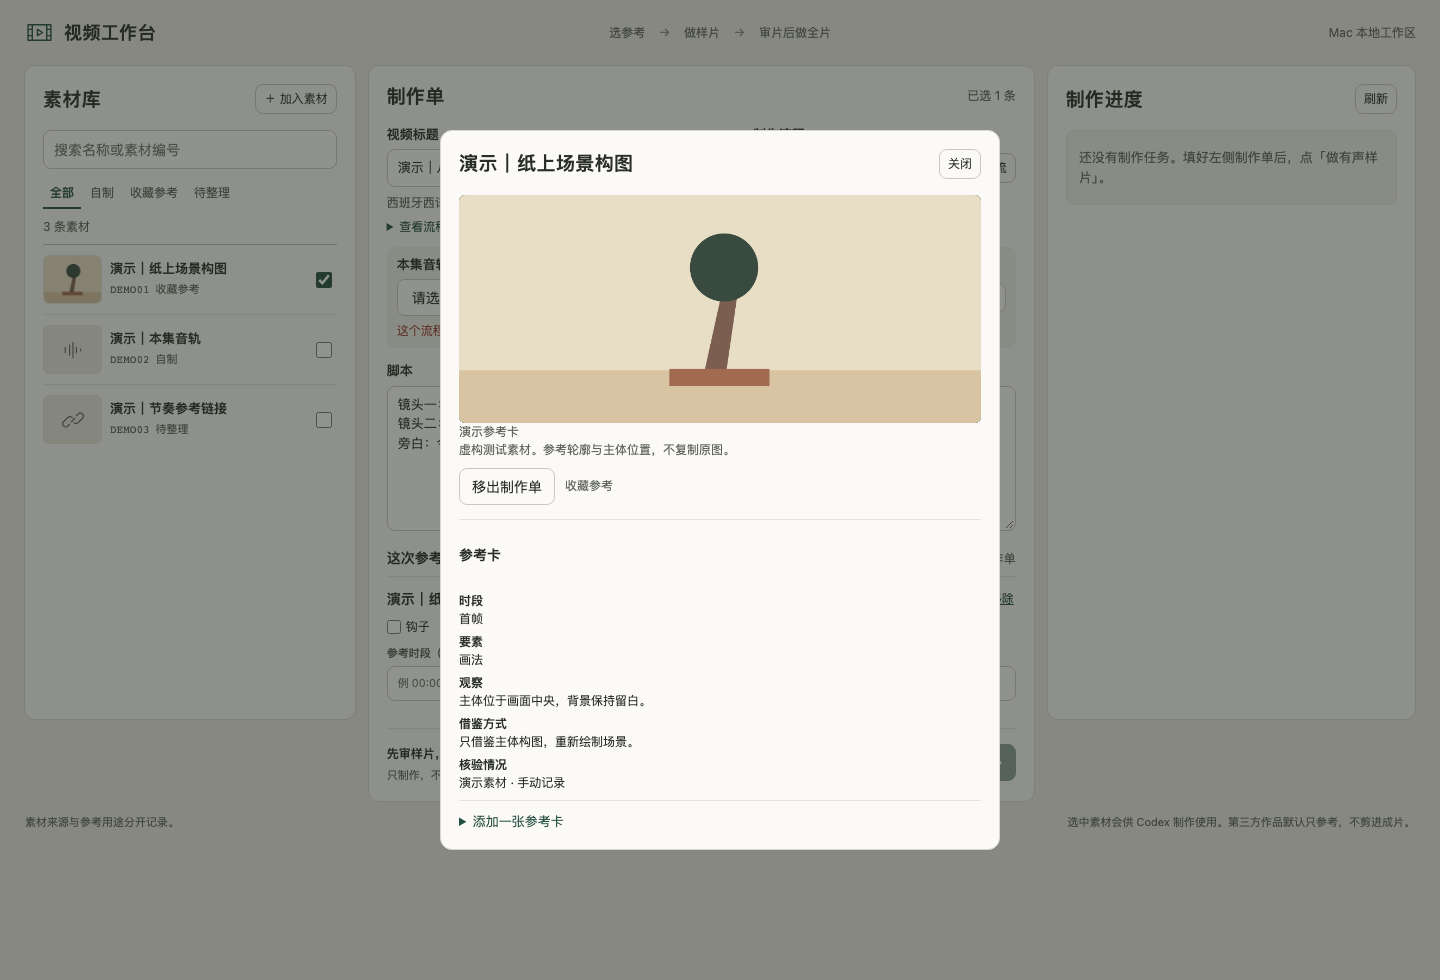 视频工作台
选参考 → 做样片 → 审片后做全片
Mac 本地工作区
素材库
＋ 加入素材
搜索名称或素材编号
全部 自制 收藏参考 待整理
3 条素材
演示｜纸上场景构图
DEMO01 收藏参考
演示｜本集音轨
DEMO02 自制
演示｜节奏参考链接
DEMO03 待整理
制作单
已选 1 条
视频标题
演示｜
西班牙西
查看流程
本集音轨
请选
这个流程
脚本
镜头一：
镜头二：
旁白：
这次参考
作单
演示｜纸
移除
钩子
参考时段（
例 00:00
先审样片，
只制作，不
演示｜纸上场景构图
关闭
演示参考卡
虚构测试素材。参考轮廓与主体位置，不复制原图。
移出制作单
收藏参考
参考卡
时段
首帧
要素
画法
观察
主体位于画面中央，背景保持留白。
借鉴方式
只借鉴主体构图，重新绘制场景。
核验情况
演示素材 · 手动记录
添加一张参考卡
制作进度
刷新
还没有制作任务。填好左侧制作单后，点「做有声样
片」。
素材来源与参考用途分开记录。
选中素材会供 Codex 制作使用。第三方作品默认只参考，不剪进成片。